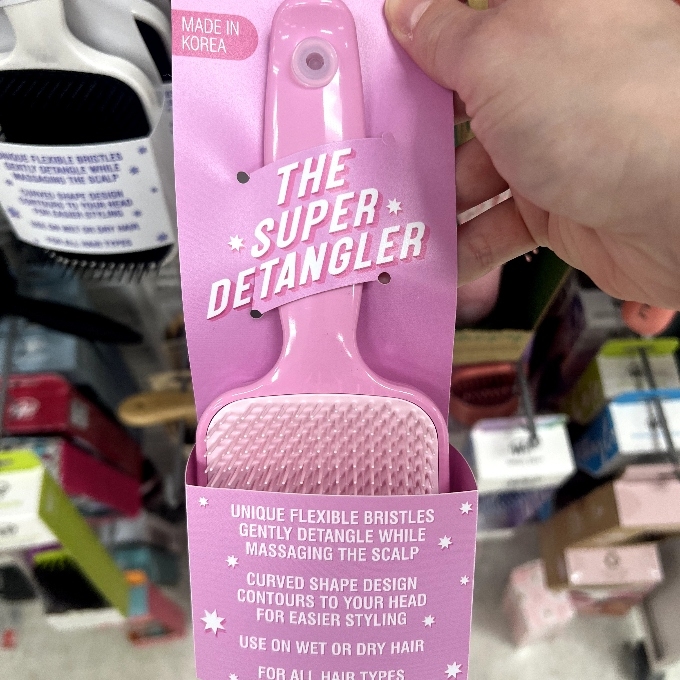 MADE IN
KOREA
THE
SUPER
DETANGLER
UNIQUE FLEXIBLE BRISTLES
GENTLY DETANGLE WHILE
MASSAGING THE SCALP
CURVED SHAPE DESIGN
CONTOURS TO YOUR HEAD
FOR EASIER STYLING
USE ON WET OR DRY HAIR
FOR ALL HAIR TYPES
UNIQUE FLEXIBLE BRISTLES
GENTLY DETANGLE WHILE
MASSAGING THE SCALP
CURVED SHAPE DESIGN
CONTOURS TO YOUR HEAD
FOR EASIER STYLING
USE ON WET OR DRY HAIR
FOR ALL HAIR TYPES